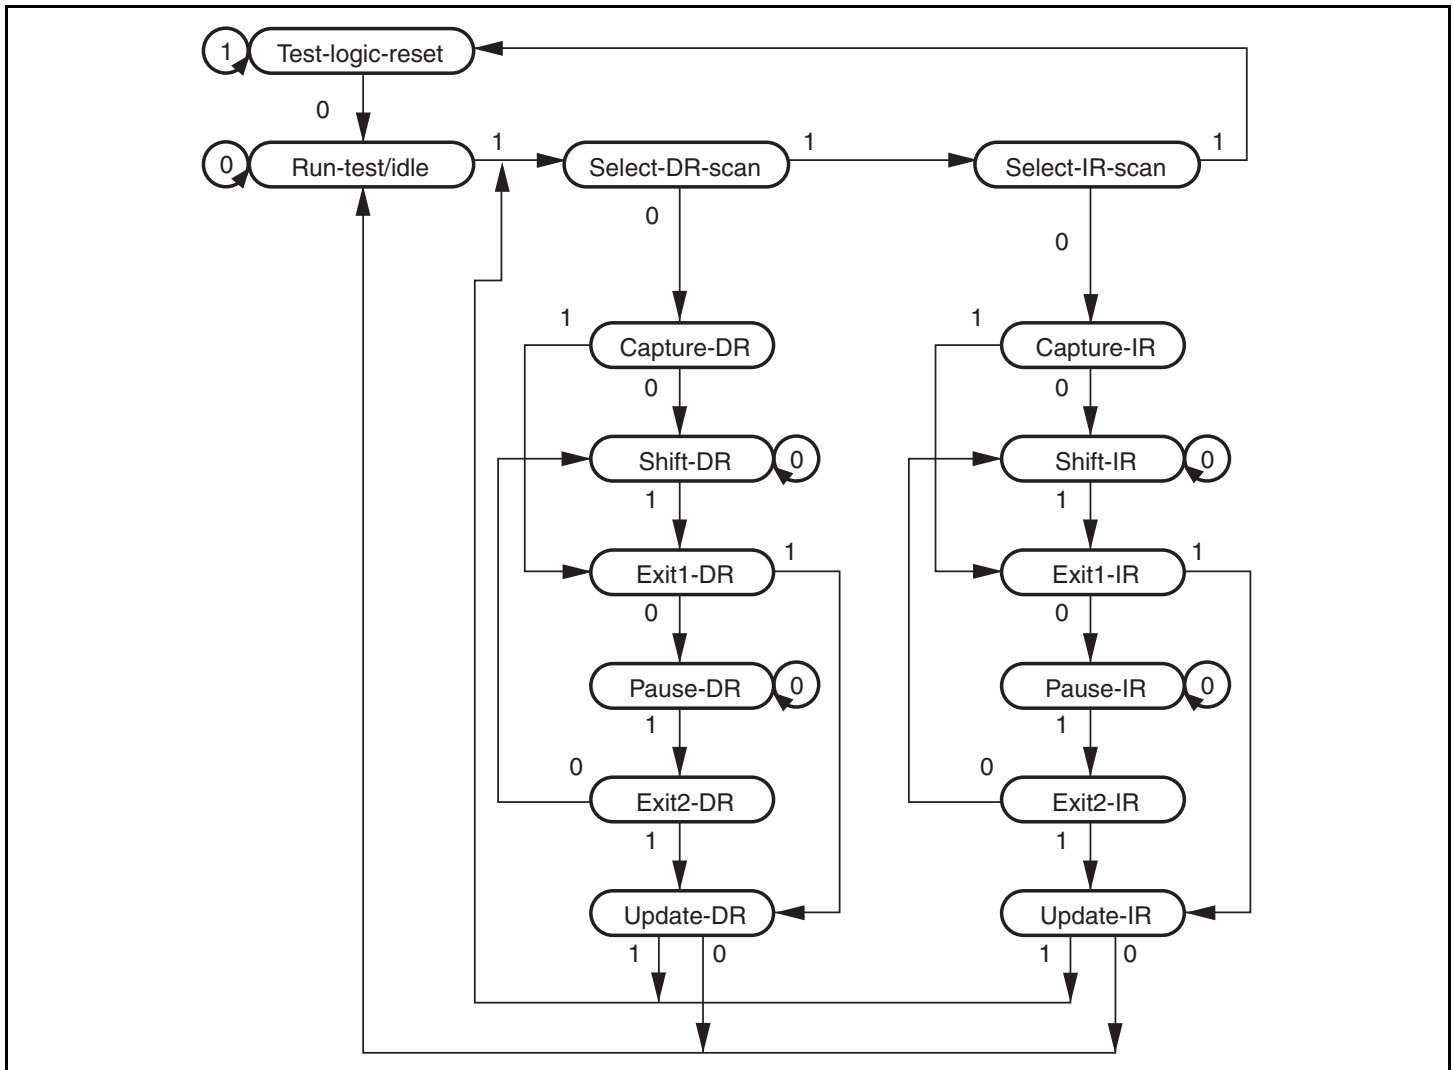 1
Test-logic-reset
0
0
Run-test/idle
1
Select-DR-scan
1
Select-IR-scan
1
0
0
1
Capture-DR
1
Capture-IR
0
0
Shift-DR
0
Shift-IR
0
1
1
Exit1-DR
1
Exit1-IR
1
0
0
Pause-DR
0
Pause-IR
0
1
1
0
Exit2-DR
0
Exit2-IR
1
1
Update-DR
Update-IR
1
0
1
0